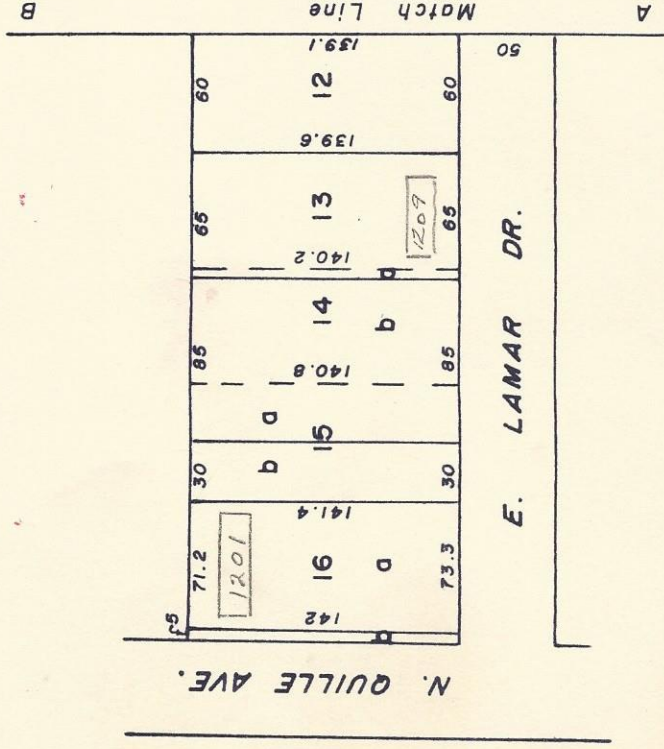 A Match Line B
50
139.1
60 12 60
139.6
65 13 65
1209
140.2
a
14
b
85 85
140.8
a
15
b
30 30
141.4
71.2 16 73.3
1201
a
142
5
b
E. LAMAR DR.
N. QUILLE AVE.